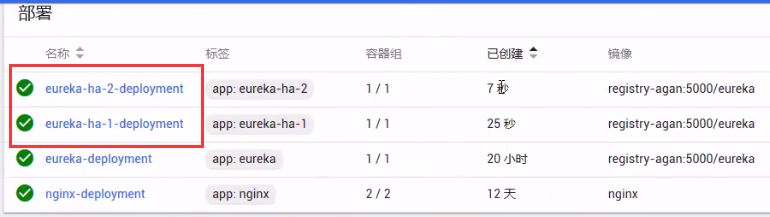 部署
名称 标签 容器组 已创建 镜像
eureka-ha-2-deployment app: eureka-ha-2 1 / 1 7 秒 registry-agan:5000/eureka
eureka-ha-1-deployment app: eureka-ha-1 1 / 1 25 秒 registry-agan:5000/eureka
eureka-deployment app: eureka 1 / 1 20 小时 registry-agan:5000/eureka
nginx-deployment app: nginx 2 / 2 12 天 nginx